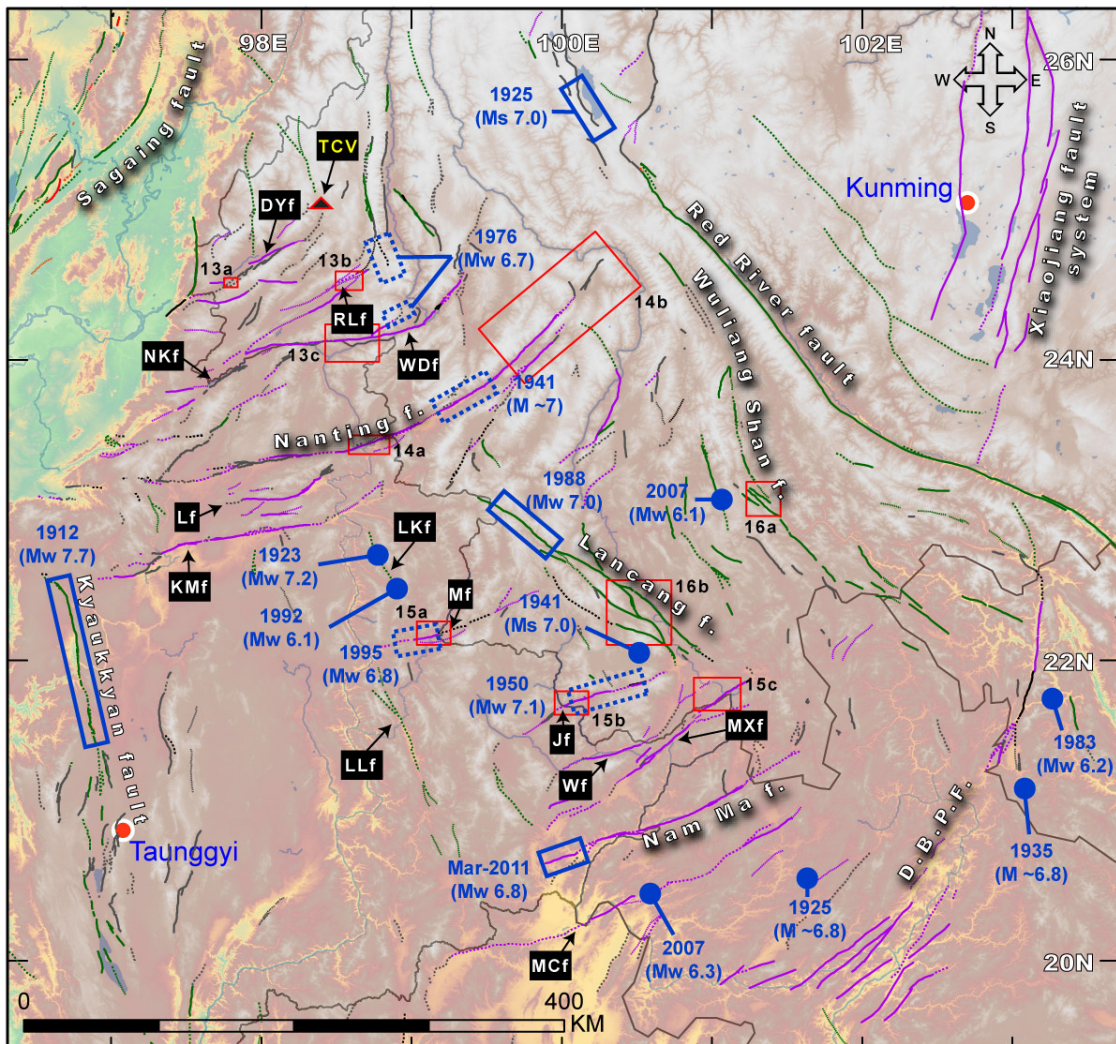 98E
100E
102E
26N
N
W
E
S
1925
(Ms 7.0)
Sagaing fault
TCV
DYf
Kunming
Xiaojiang fault
system
Red River fault
1976
(Mw 6.7)
13a
13b
RLf
14b
Wuliang Shan f.
NKf
13c
WDf
24N
1941
(M ~7)
Nanting f.
14a
1988
(Mw 7.0)
2007
(Mw 6.1)
16a
Lf
LKf
1912
(Mw 7.7)
KMf
1923
(Mw 7.2)
Lancang f.
16b
Mf
1992
(Mw 6.1)
15a
1941
(Ms 7.0)
Kyaukkyan fault
1995
(Mw 6.8)
22N
1950
(Mw 7.1)
15c
15b
Jf
MXf
LLf
Wf
1983
(Mw 6.2)
Nam Ma f.
D.B.P.F.
Taunggyi
Mar-2011
(Mw 6.8)
1935
(M ~6.8)
1925
(M ~6.8)
2007
(Mw 6.3)
MCf
20N
0
400
KM